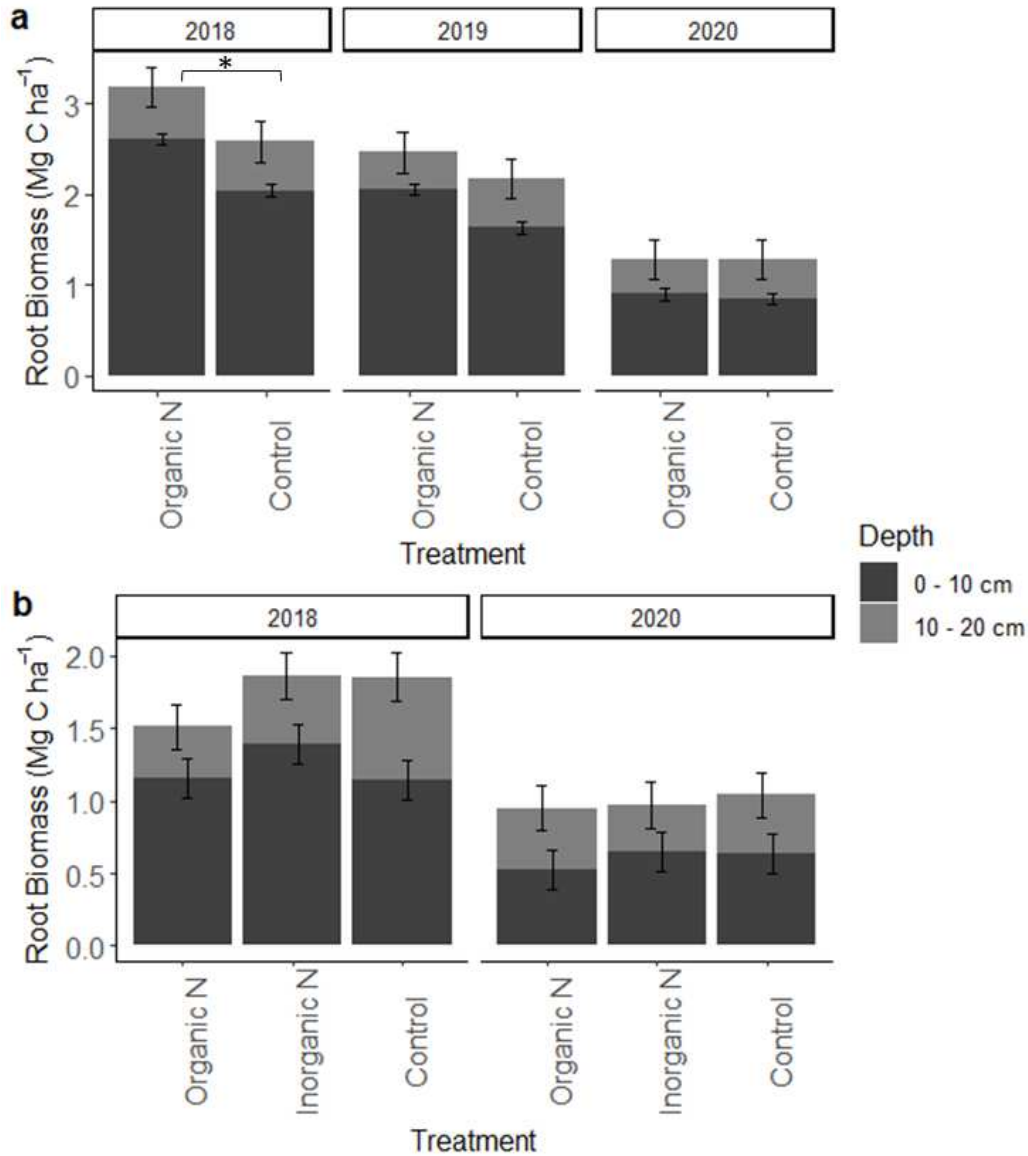 a
2018 2019 2020
*
Root Biomass (Mg C ha⁻¹)
3
2
1
0
Organic N Control Organic N Control Organic N Control
Treatment
Depth
0 - 10 cm
10 - 20 cm
b
2018 2020
Root Biomass (Mg C ha⁻¹)
2.0
1.5
1.0
0.5
0.0
Organic N Inorganic N Control Organic N Inorganic N Control
Treatment